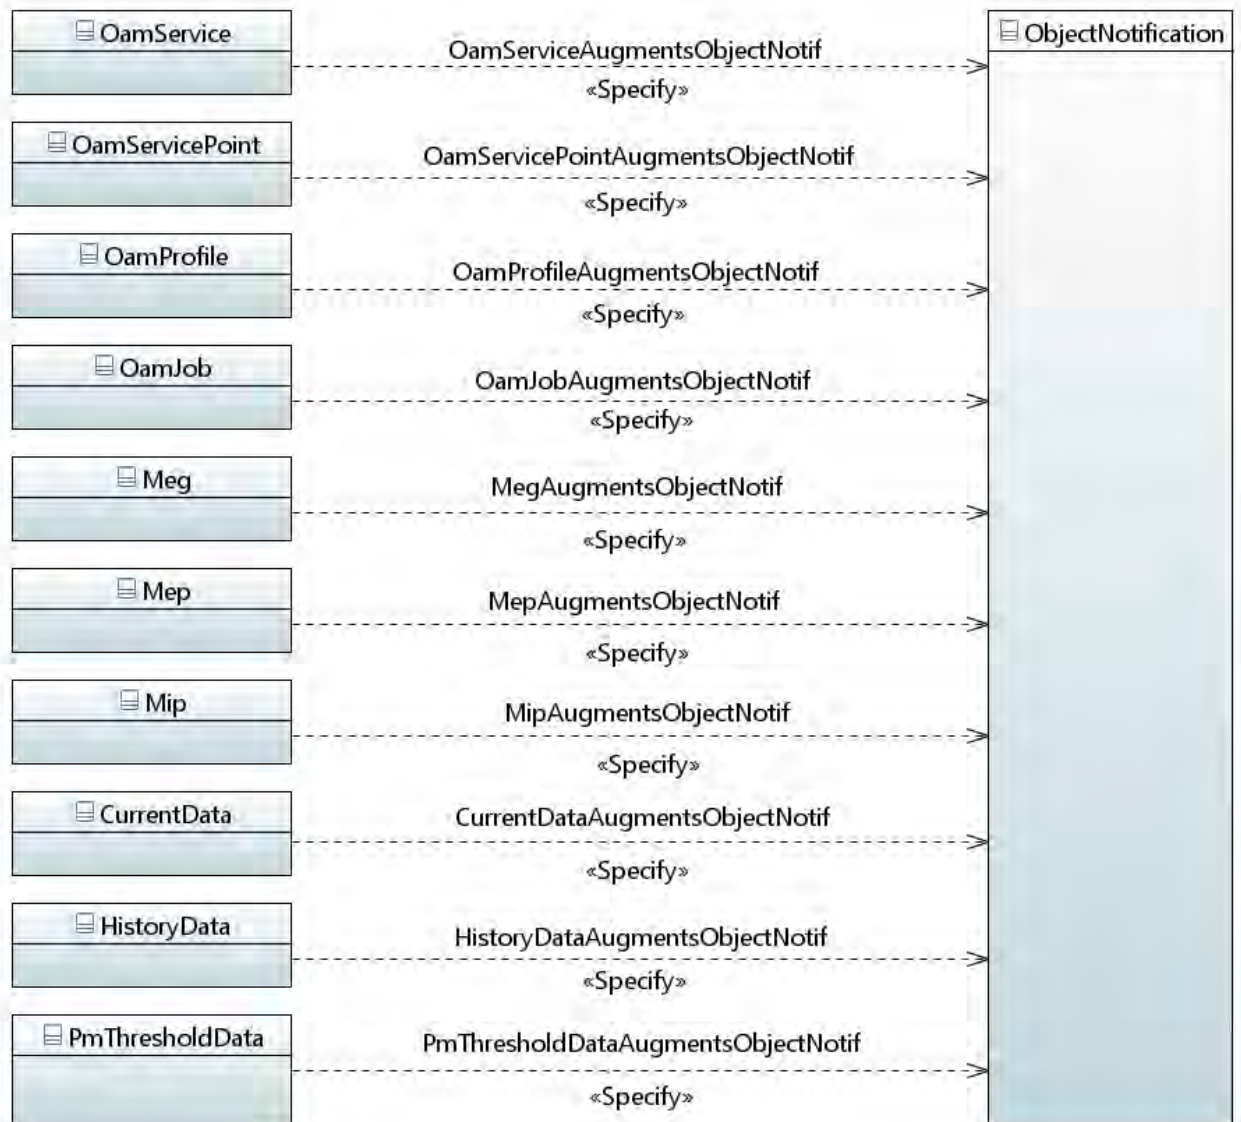 OamService
ObjectNotification
OamServiceAugmentsObjectNotif
«Specify»
OamServicePoint
OamServicePointAugmentsObjectNotif
«Specify»
OamProfile
OamProfileAugmentsObjectNotif
«Specify»
OamJob
OamJobAugmentsObjectNotif
«Specify»
Meg
MegAugmentsObjectNotif
«Specify»
Mep
MepAugmentsObjectNotif
«Specify»
Mip
MipAugmentsObjectNotif
«Specify»
CurrentData
CurrentDataAugmentsObjectNotif
«Specify»
HistoryData
HistoryDataAugmentsObjectNotif
«Specify»
PmThresholdData
PmThresholdDataAugmentsObjectNotif
«Specify»